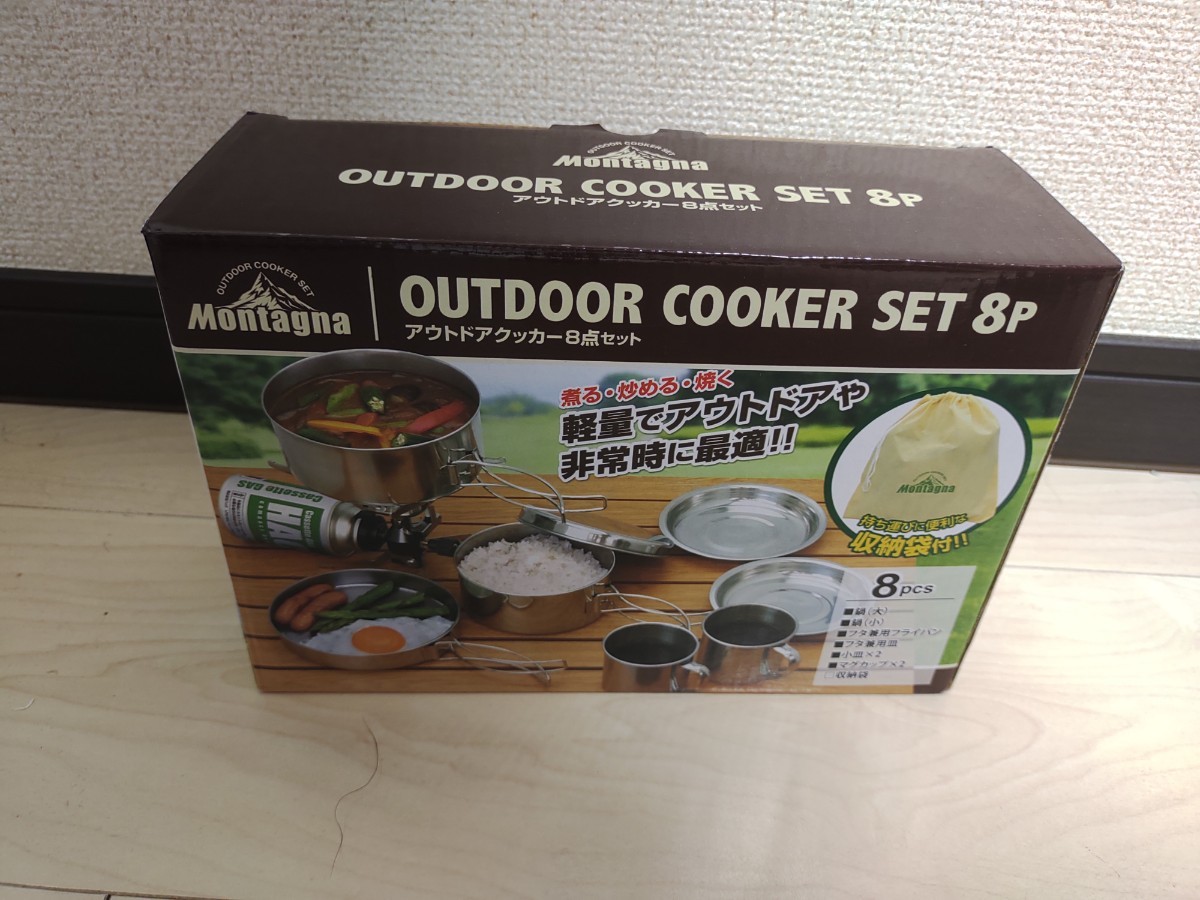 OUTDOOR COOKER SET
Montagna
OUTDOOR COOKER SET 8P
アウトドアクッカー8点セット
OUTDOOR COOKER SET
Montagna
OUTDOOR COOKER SET 8P
アウトドアクッカー8点セット
煮る・炒める・焼く
軽量でアウトドアや
非常時に最適!!
Montagna
持ち運びに便利な
収納袋付!!
Cassette GAS
8pcs
■鍋(大)
■鍋(小)
■フタ兼用フライパン
■フタ兼用皿
■小皿×2
■マグカップ×2
□収納袋